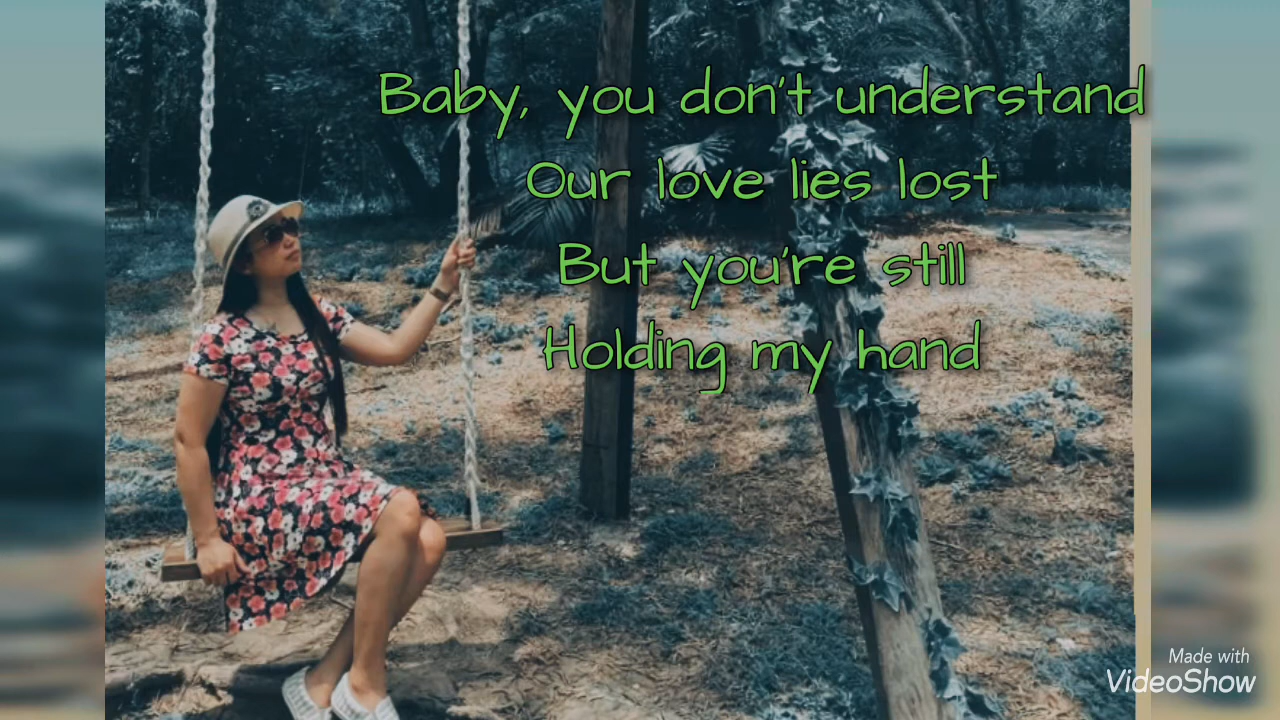 Baby, you don't understand
Our love lies lost
But you're still
Holding my hand
Made with
VideoShow